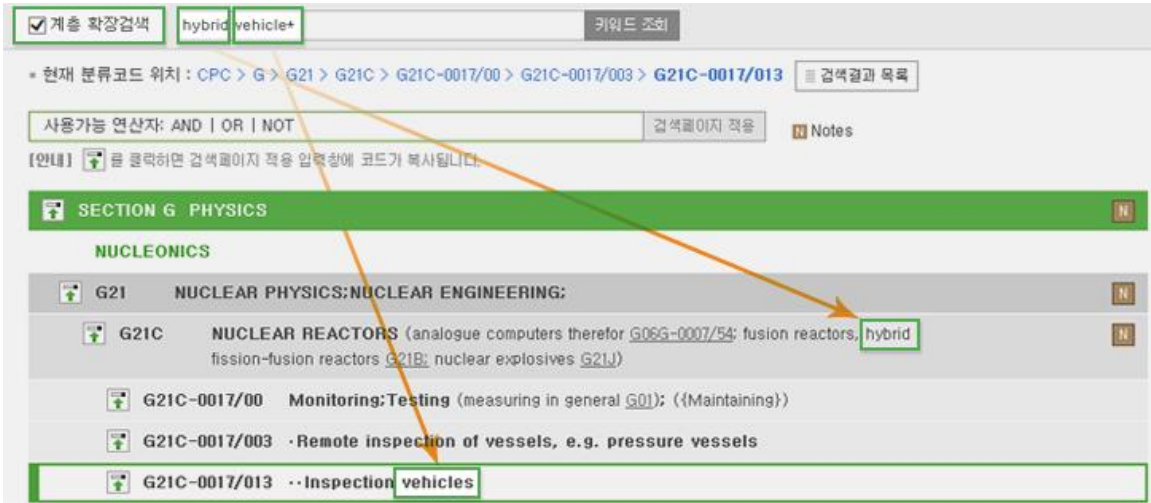 계층 확장검색 hybrid vehicle* 키워드 조회
현재 분류코드 위치 : CPC > G > G21 > G21C > G21C-0017/00 > G21C-0017/003 > G21C-0017/013 검색결과 목록
사용가능 연산자: AND | OR | NOT 검색페이지 적용 N Notes
[안내] 를 클릭하면 검색페이지 적용 입력창에 코드가 복사됩니다.
SECTION G PHYSICS N
NUCLEONICS
G21 NUCLEAR PHYSICS;NUCLEAR ENGINEERING; N
G21C NUCLEAR REACTORS (analogue computers therefor G06G-0007/54; fusion reactors, hybrid N
fission-fusion reactors G21B; nuclear explosives G21J)
G21C-0017/00 Monitoring;Testing (measuring in general G01); ({Maintaining})
G21C-0017/003 ·Remote inspection of vessels, e.g. pressure vessels
G21C-0017/013 ··Inspection vehicles